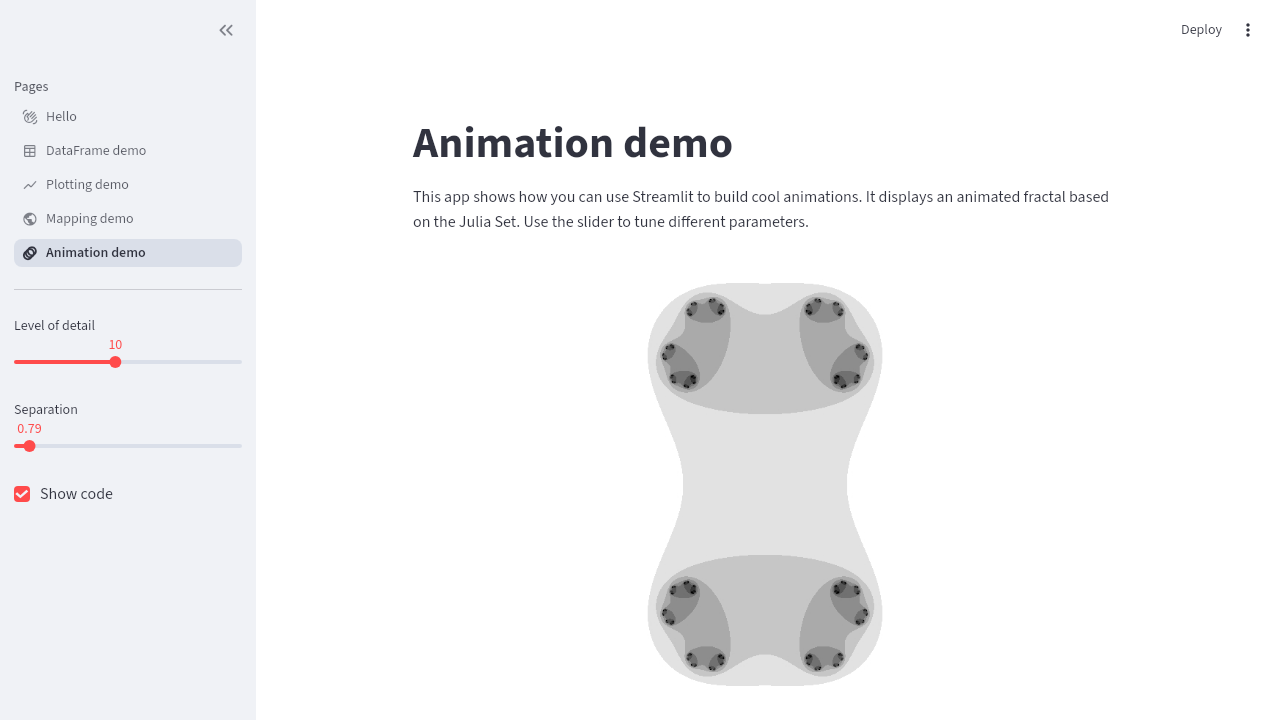 Deploy
Pages
Hello
DataFrame demo
Plotting demo
Mapping demo
Animation demo
Level of detail
10
Separation
0.79
Show code
Animation demo
This app shows how you can use Streamlit to build cool animations. It displays an animated fractal based
on the Julia Set. Use the slider to tune different parameters.